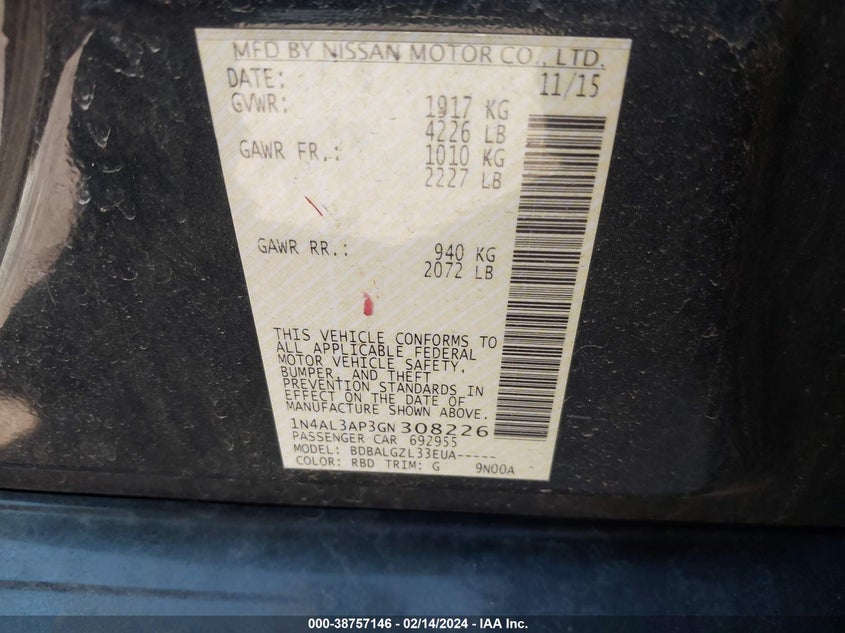 MFD BY NISSAN MOTOR CO., LTD.
DATE: 11/15
GVWR: 1917 KG
4226 LB
GAWR FR.: 1010 KG
2227 LB
GAWR RR.: 940 KG
2072 LB
THIS VEHICLE CONFORMS TO
ALL APPLICABLE FEDERAL
MOTOR VEHICLE SAFETY,
BUMPER, AND THEFT
PREVENTION STANDARDS IN
EFFECT ON THE DATE OF
MANUFACTURE SHOWN ABOVE.
1N4AL3AP3GN308226
PASSENGER CAR 692955
MODEL: BDBALGZL33EUA-----
COLOR: RBD TRIM: G 9N00A
000-38757146 - 02/14/2024 - IAA Inc.